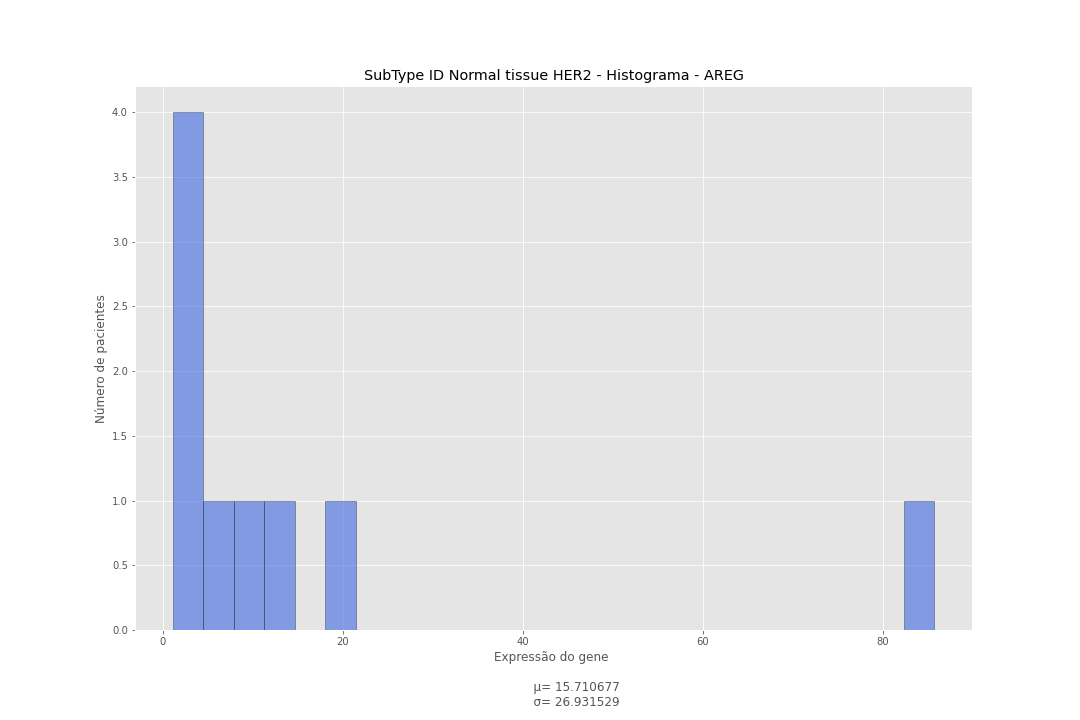 SubType ID Normal tissue HER2 - Histograma - AREG
4.0
3.5
3.0
2.5
2.0
1.5
1.0
0.5
0.0
Número de pacientes
0 20 40 60 80
Expressão do gene
μ= 15.710677
σ= 26.931529